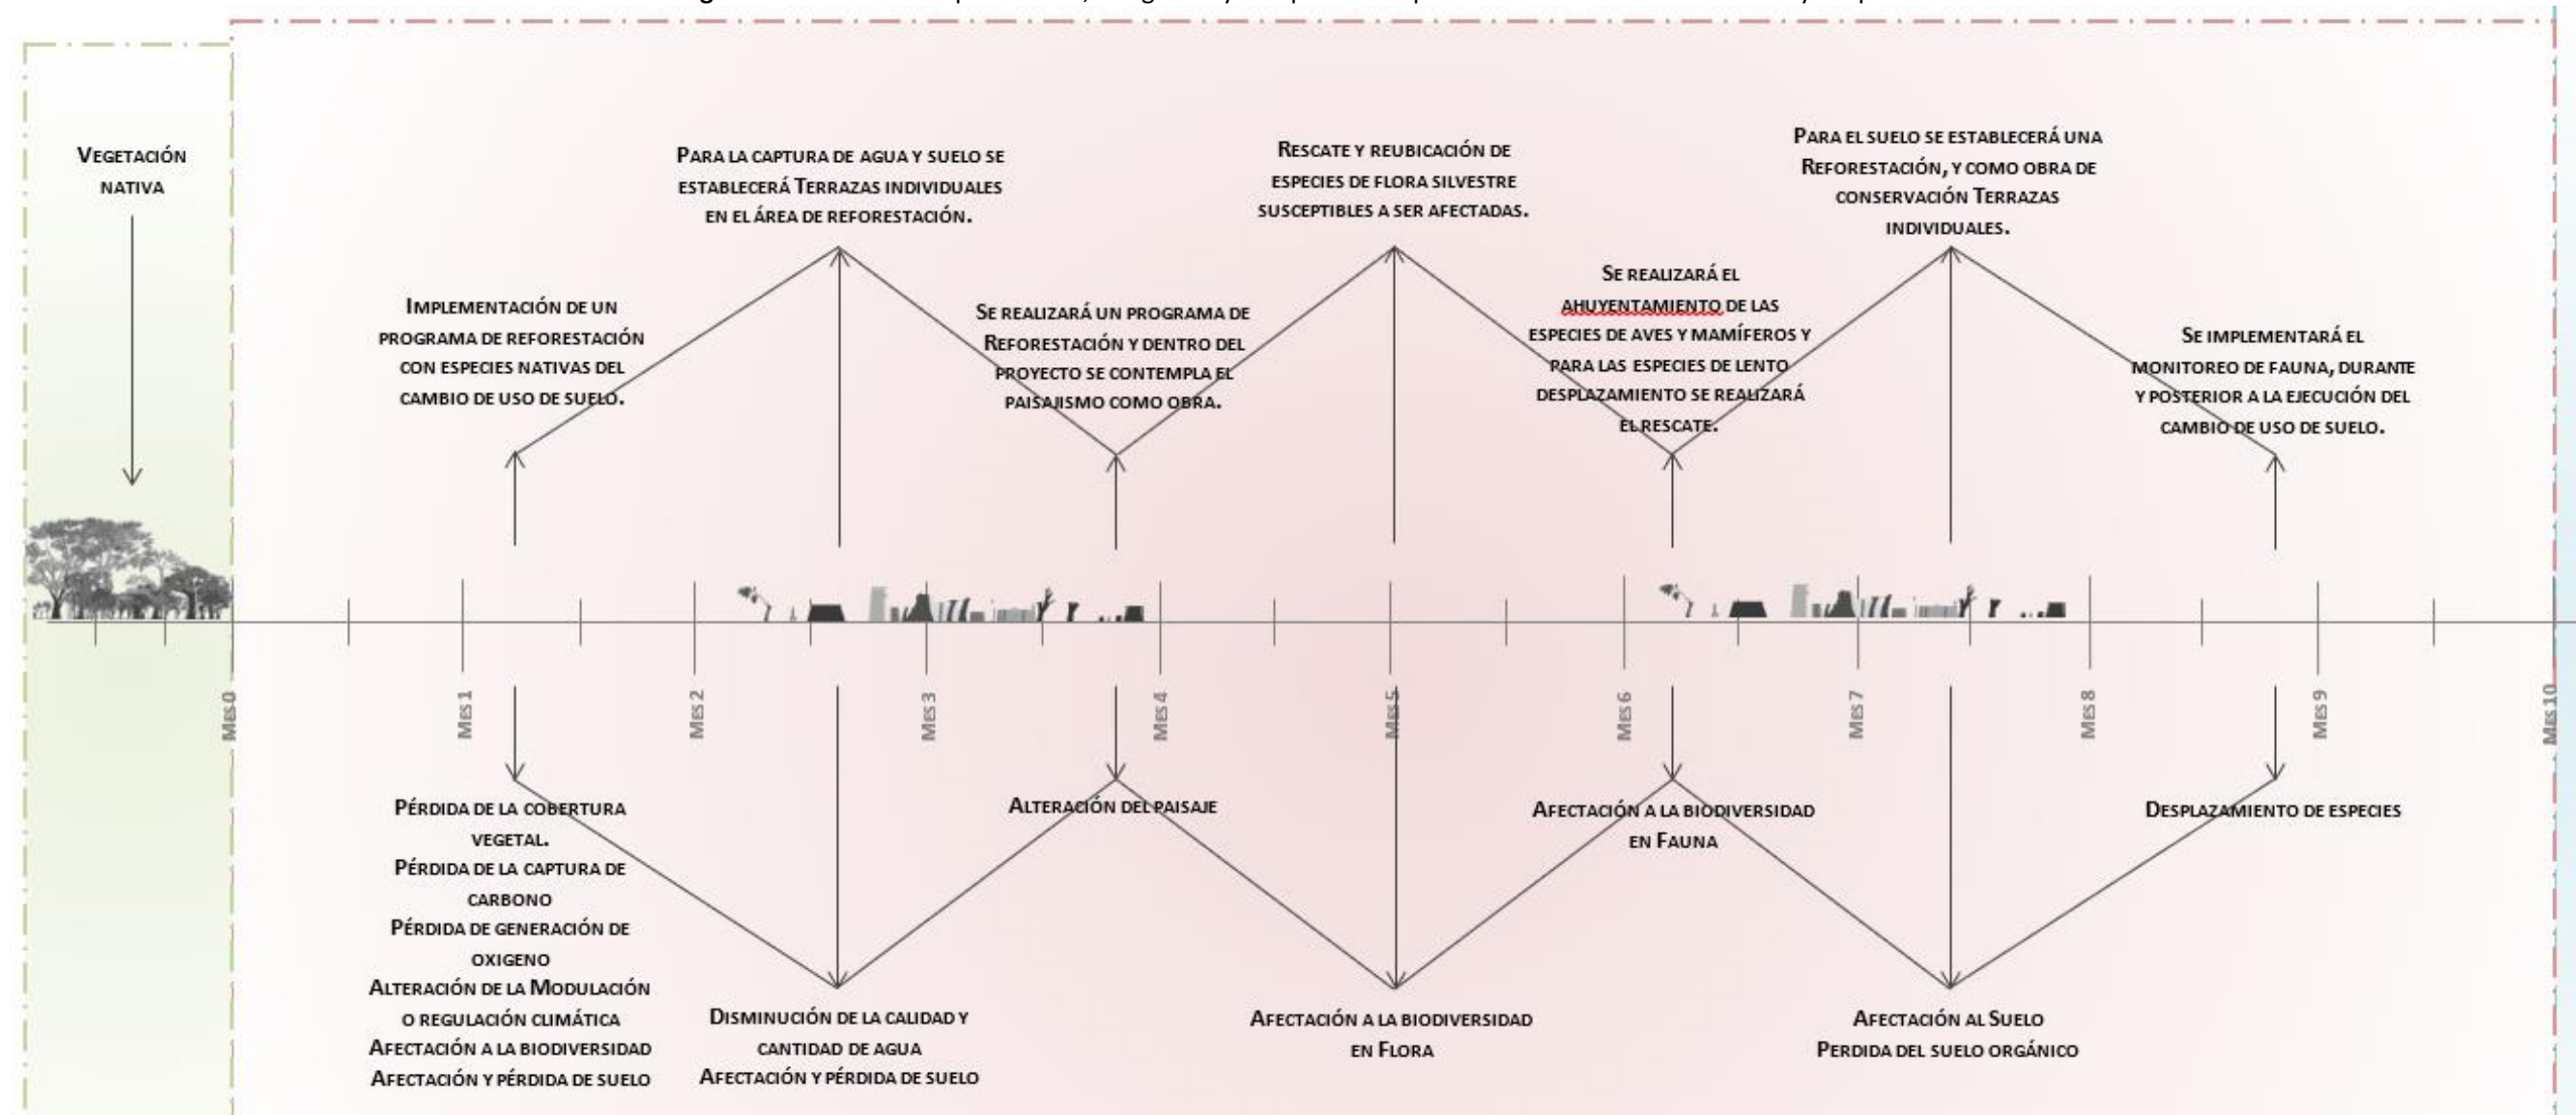 VEGETACIÓN
NATIVA
IMPLEMENTACIÓN DE UN
PROGRAMA DE REFORESTACIÓN
CON ESPECIES NATIVAS DEL
CAMBIO DE USO DE SUELO.
PARA LA CAPTURA DE AGUA Y SUELO SE
ESTABLECERÁ TERRAZAS INDIVIDUALES
EN EL ÁREA DE REFORESTACIÓN.
SE REALIZARÁ UN PROGRAMA DE
REFORESTACIÓN Y DENTRO DEL
PROYECTO SE CONTEMPLA EL
PAISAJISMO COMO OBRA.
RESCATE Y REUBICACIÓN DE
ESPECIES DE FLORA SILVESTRE
SUSCEPTIBLES A SER AFECTADAS.
SE REALIZARÁ EL
AHUYENTAMIENTO DE LAS
ESPECIES DE AVES Y MAMÍFEROS Y
PARA LAS ESPECIES DE LENTO
DESPLAZAMIENTO SE REALIZARÁ
EL RESCATE.
PARA EL SUELO SE ESTABLECERÁ UNA
REFORESTACIÓN, Y COMO OBRA DE
CONSERVACIÓN TERRAZAS
INDIVIDUALES.
SE IMPLEMENTARÁ EL
MONITOREO DE FAUNA, DURANTE
Y POSTERIOR A LA EJECUCIÓN DEL
CAMBIO DE USO DE SUELO.
MES 0
MES 1
MES 2
MES 3
MES 4
MES 5
MES 6
MES 7
MES 8
MES 9
MES 10
PÉRDIDA DE LA COBERTURA
VEGETAL.
PÉRDIDA DE LA CAPTURA DE
CARBONO
PÉRDIDA DE GENERACIÓN DE
OXIGENO
ALTERACIÓN DE LA MODULACIÓN
O REGULACIÓN CLIMÁTICA
AFECTACIÓN A LA BIODIVERSIDAD
AFECTACIÓN Y PÉRDIDA DE SUELO
DISMINUCIÓN DE LA CALIDAD Y
CANTIDAD DE AGUA
AFECTACIÓN Y PÉRDIDA DE SUELO
ALTERACIÓN DEL PAISAJE
AFECTACIÓN A LA BIODIVERSIDAD
EN FLORA
AFECTACIÓN A LA BIODIVERSIDAD
EN FAUNA
AFECTACIÓN AL SUELO
PERDIDA DEL SUELO ORGÁNICO
DESPLAZAMIENTO DE ESPECIES